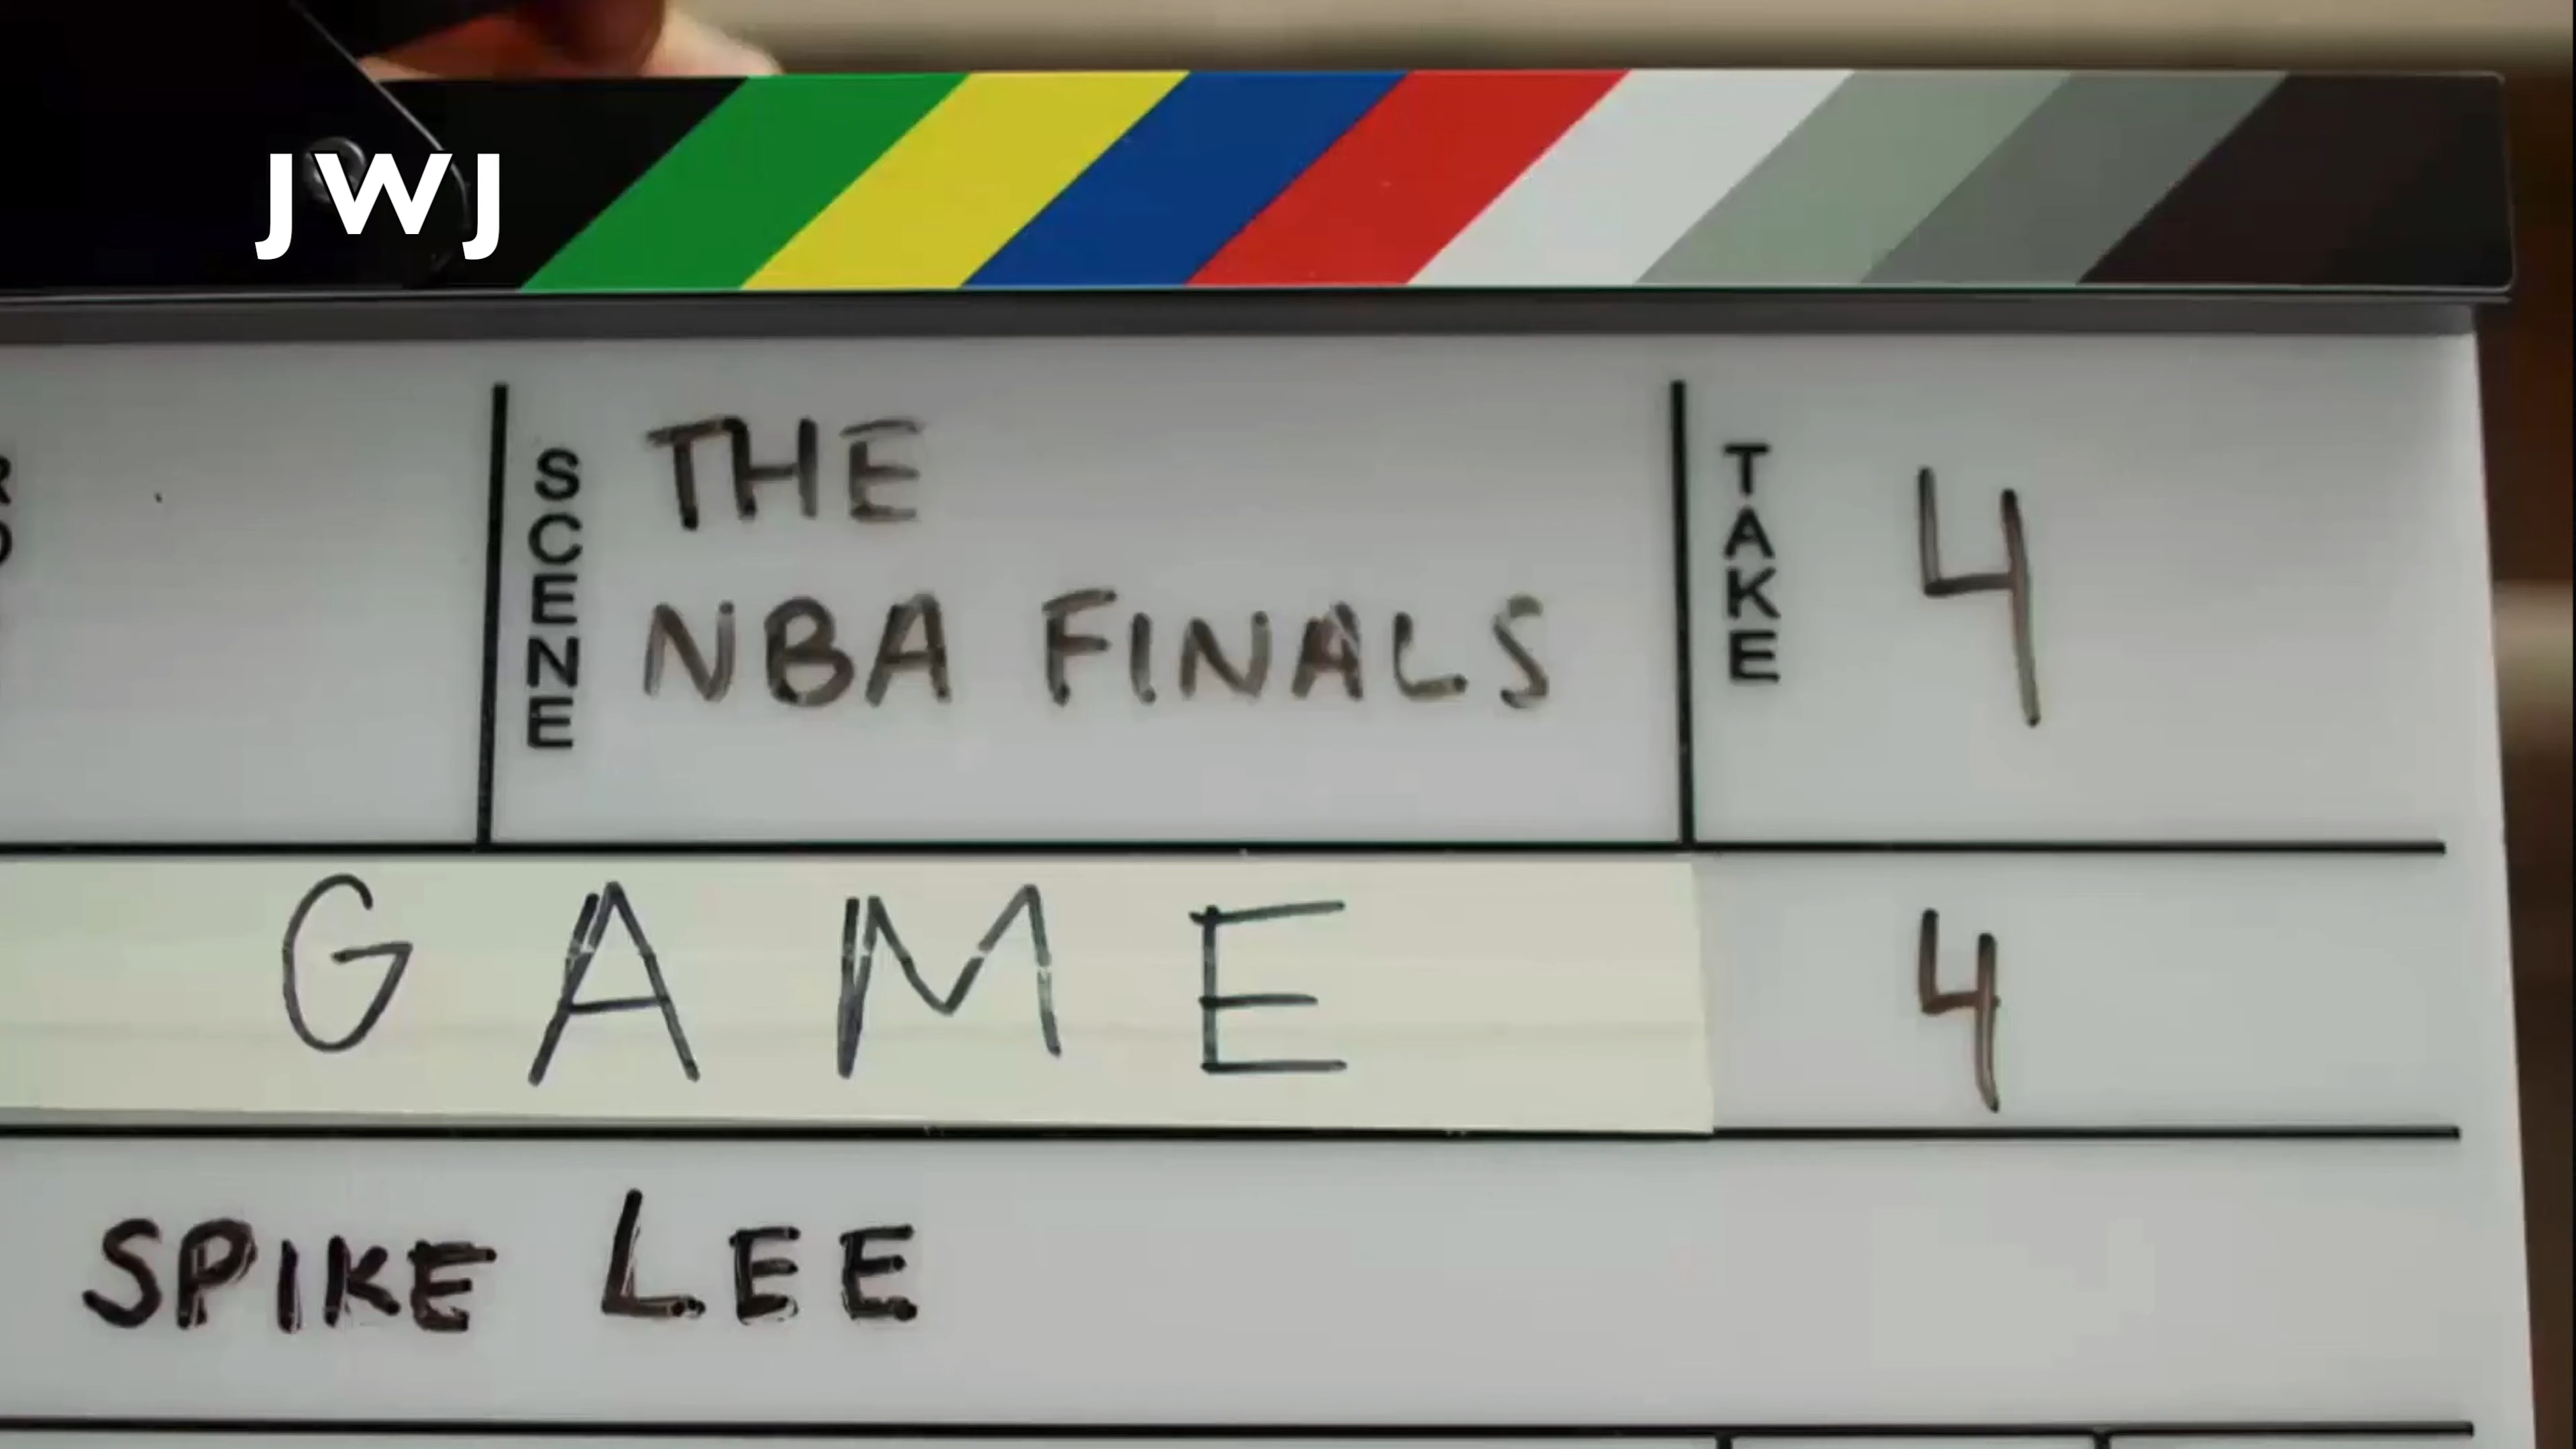 JWJ
SCENE
THE
NBA FINALS
TAKE
4
GAME
4
SPIKE LEE